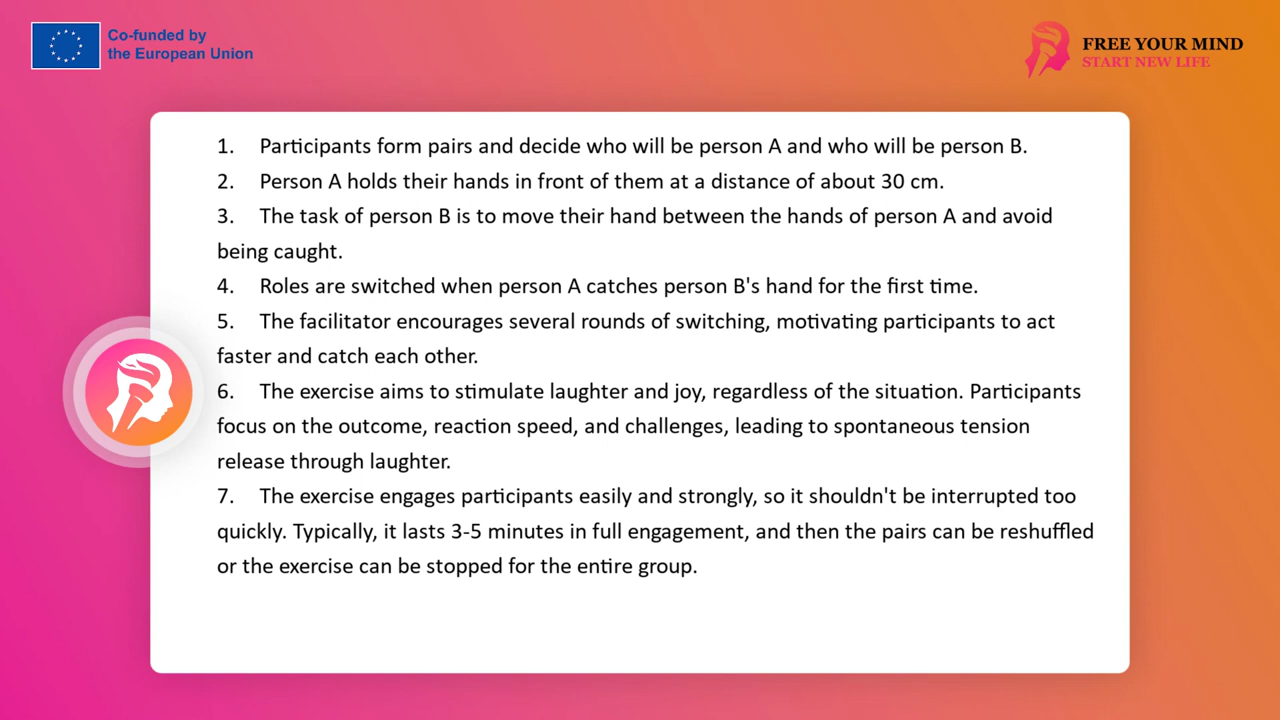 Co-funded by
the European Union
FREE YOUR MIND
START NEW LIFE
1. Participants form pairs and decide who will be person A and who will be person B.
2. Person A holds their hands in front of them at a distance of about 30 cm.
3. The task of person B is to move their hand between the hands of person A and avoid
being caught.
4. Roles are switched when person A catches person B's hand for the first time.
5. The facilitator encourages several rounds of switching, motivating participants to act
faster and catch each other.
6. The exercise aims to stimulate laughter and joy, regardless of the situation. Participants
focus on the outcome, reaction speed, and challenges, leading to spontaneous tension
release through laughter.
7. The exercise engages participants easily and strongly, so it shouldn't be interrupted too
quickly. Typically, it lasts 3-5 minutes in full engagement, and then the pairs can be reshuffled
or the exercise can be stopped for the entire group.